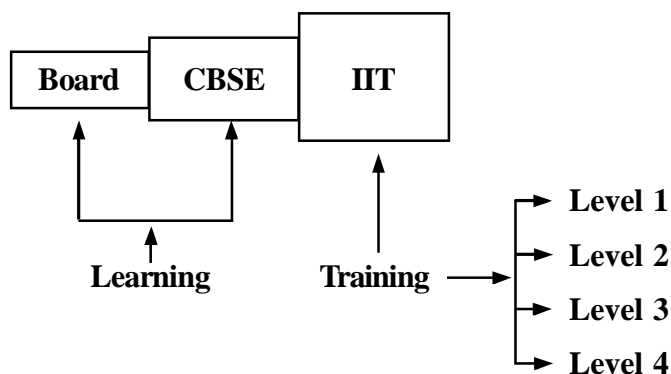 Board CBSE IIT
Level 1
Level 2
Learning Training
Level 3
Level 4